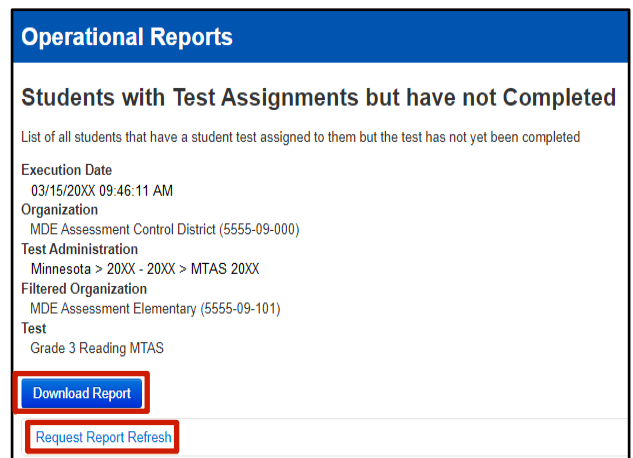 Operational Reports
Students with Test Assignments but have not Completed
List of all students that have a student test assigned to them but the test has not yet been completed
Execution Date
03/15/20XX 09:46:11 AM
Organization
MDE Assessment Control District (5555-09-000)
Test Administration
Minnesota > 20XX - 20XX > MTAS 20XX
Filtered Organization
MDE Assessment Elementary (5555-09-101)
Test
Grade 3 Reading MTAS
Download Report
Request Report Refresh